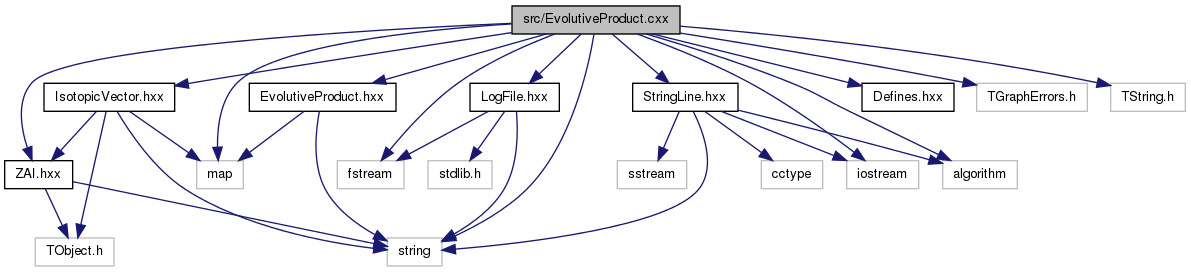 src/EvolutiveProduct.cxx
IsotopicVector.hxx
EvolutiveProduct.hxx
LogFile.hxx
StringLine.hxx
Defines.hxx
TGraphErrors.h
TString.h
ZAI.hxx
map
fstream
stdlib.h
sstream
cctype
iostream
algorithm
TObject.h
string